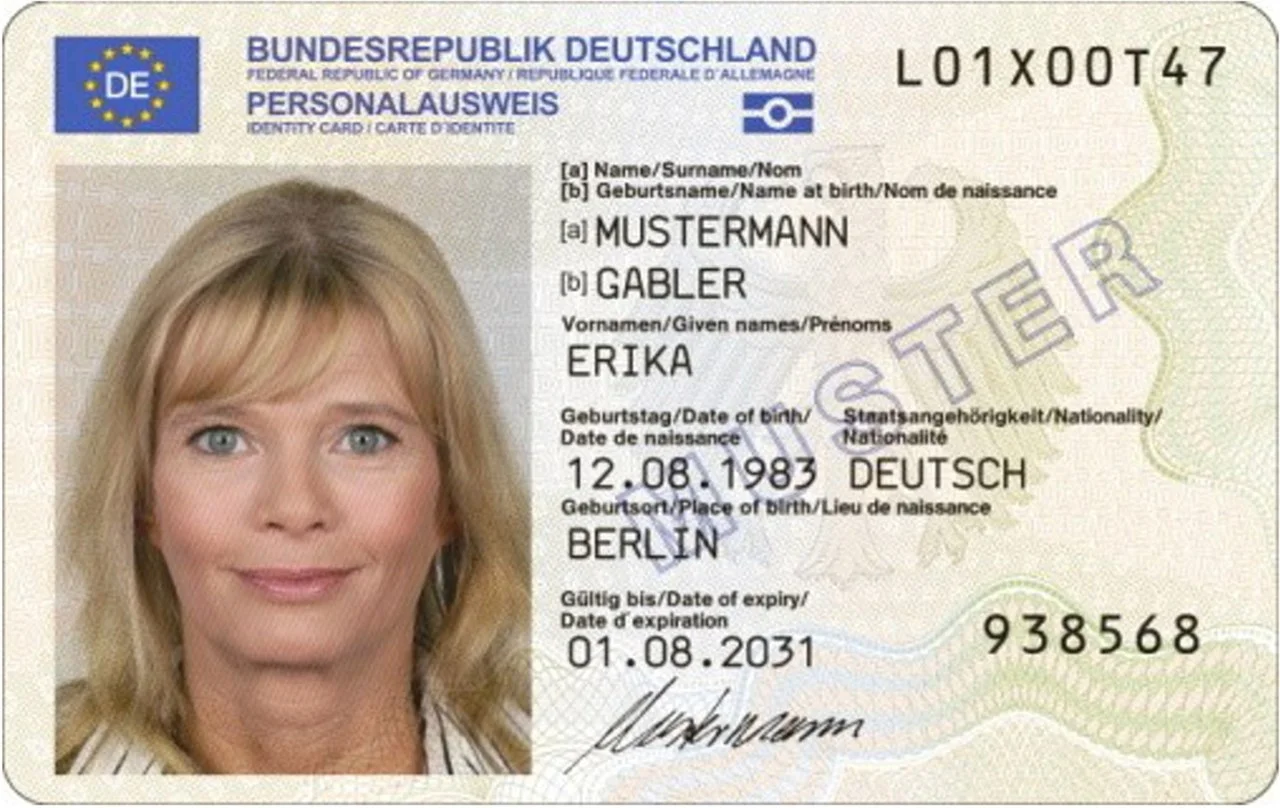 DE
BUNDESREPUBLIK DEUTSCHLAND
FEDERAL REPUBLIC OF GERMANY / REPUBLIQUE FEDERALE D´ALLEMAGNE
PERSONALAUSWEIS
IDENTITY CARD / CARTE D´IDENTITE
L01X00T47
[a] Name/Surname/Nom
[b] Geburtsname/Name at birth/Nom de naissance
[a] MUSTERMANN
[b] GABLER
Vornamen/Given names/Prénoms
ERIKA
Geburtstag/Date of birth/
Date de naissance
Staatsangehörigkeit/Nationality/
Nationalité
12.08.1983 DEUTSCH
Geburtsort/Place of birth/Lieu de naissance
BERLIN
Gültig bis/Date of expiry/
Date d´expiration
01.08.2031
938568
Mustermann
MUSTER